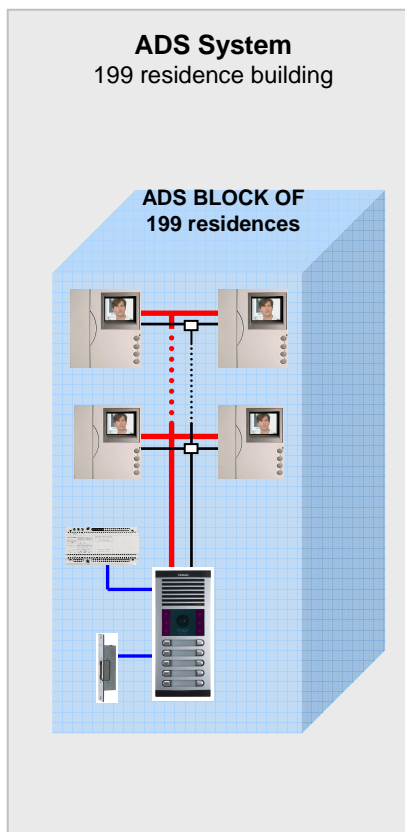 ADS System
199 residence building
ADS BLOCK OF
199 residences